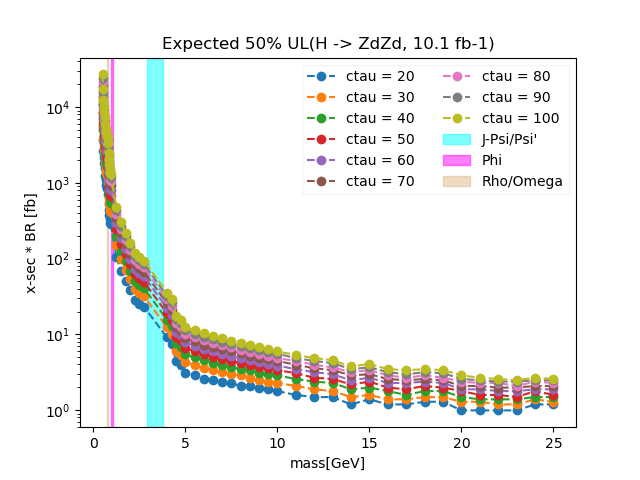 Expected 50% UL(H -> ZdZd, 10.1 fb-1)
x-sec * BR [fb]
10^4
10^3
10^2
10^1
10^0
ctau = 20
ctau = 30
ctau = 40
ctau = 50
ctau = 60
ctau = 70
ctau = 80
ctau = 90
ctau = 100
J-Psi/Psi'
Phi
Rho/Omega
0 5 10 15 20 25
mass[GeV]